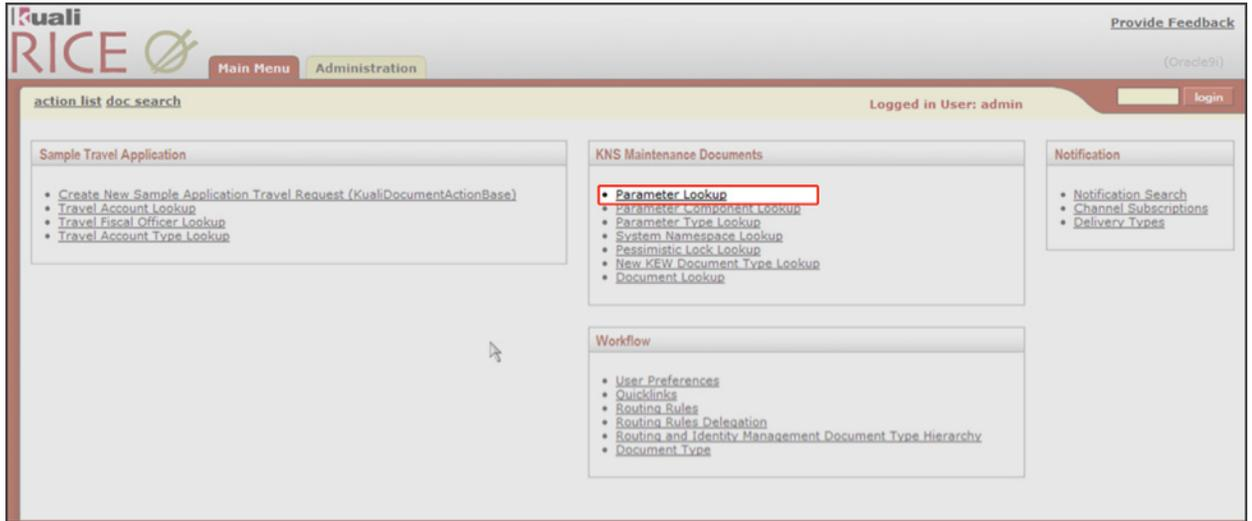 Kuali
RICE
Provide Feedback
Main Menu Administration
(Oracle9i)
action list doc search
Logged in User: admin
login
Sample Travel Application
Create New Sample Application Travel Request (KualiDocumentActionBase)
Travel Account Lookup
Travel Fiscal Officer Lookup
Travel Account Type Lookup
KNS Maintenance Documents
Parameter Lookup
Parameter Component Lookup
Parameter Type Lookup
System Namespace Lookup
Pessimistic Lock Lookup
New KEW Document Type Lookup
Document Lookup
Notification
Notification Search
Channel Subscriptions
Delivery Types
Workflow
User Preferences
Quicklinks
Routing Rules
Routing Rules Delegation
Routing and Identity Management Document Type Hierarchy
Document Type